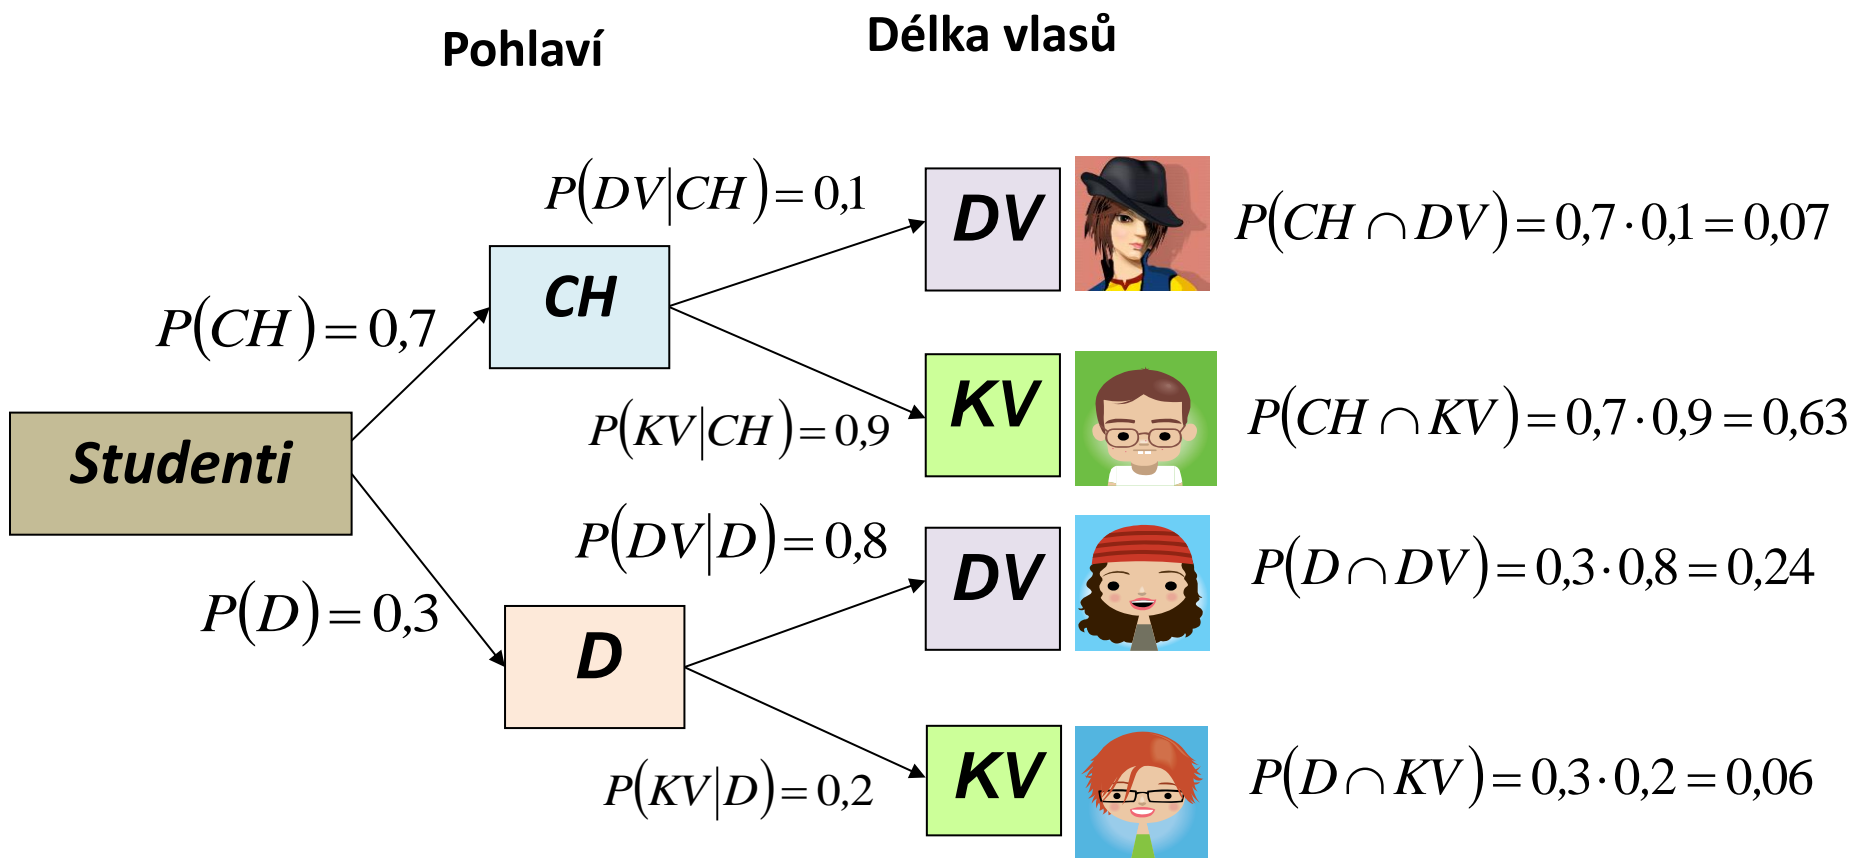 Pohlaví
Délka vlasů
P(DV|CH) = 0,1
DV
P(CH ∩ DV) = 0,7 · 0,1 = 0,07
CH
P(CH) = 0,7
KV
P(CH ∩ KV) = 0,7 · 0,9 = 0,63
P(KV|CH) = 0,9
Studenti
P(DV|D) = 0,8
DV
P(D ∩ DV) = 0,3 · 0,8 = 0,24
P(D) = 0,3
D
KV
P(D ∩ KV) = 0,3 · 0,2 = 0,06
P(KV|D) = 0,2